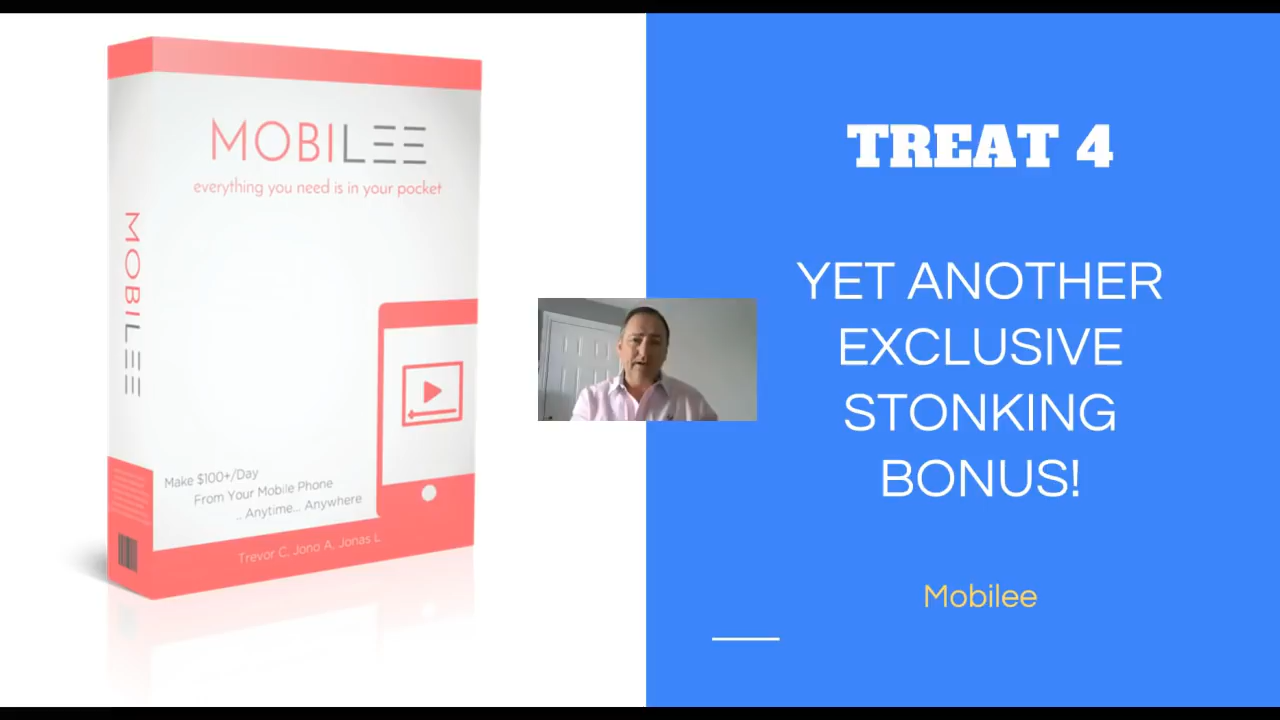 MOBILEE
everything you need is in your pocket
MOBILEE
Make $100+/Day
From Your Mobile Phone
.. Anytime... Anywhere
Trevor C, Jono A, Jonas L
TREAT 4
YET ANOTHER
EXCLUSIVE
STONKING
BONUS!
Mobilee